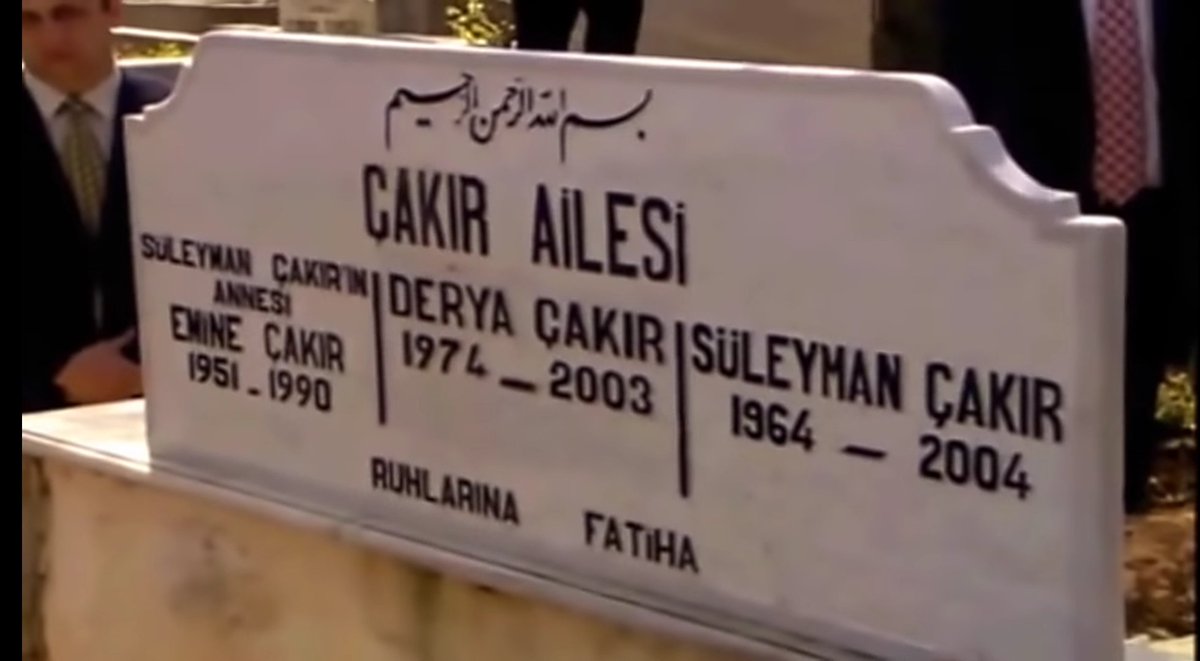 بسم الله الرحمن الرحيم
ÇAKIR AİLESİ
SÜLEYMAN ÇAKIR'IN
ANNESİ
EMİNE ÇAKIR
1951 - 1990
DERYA ÇAKIR
1974 - 2003
SÜLEYMAN ÇAKIR
1964 - 2004
RUHLARINA FATİHA